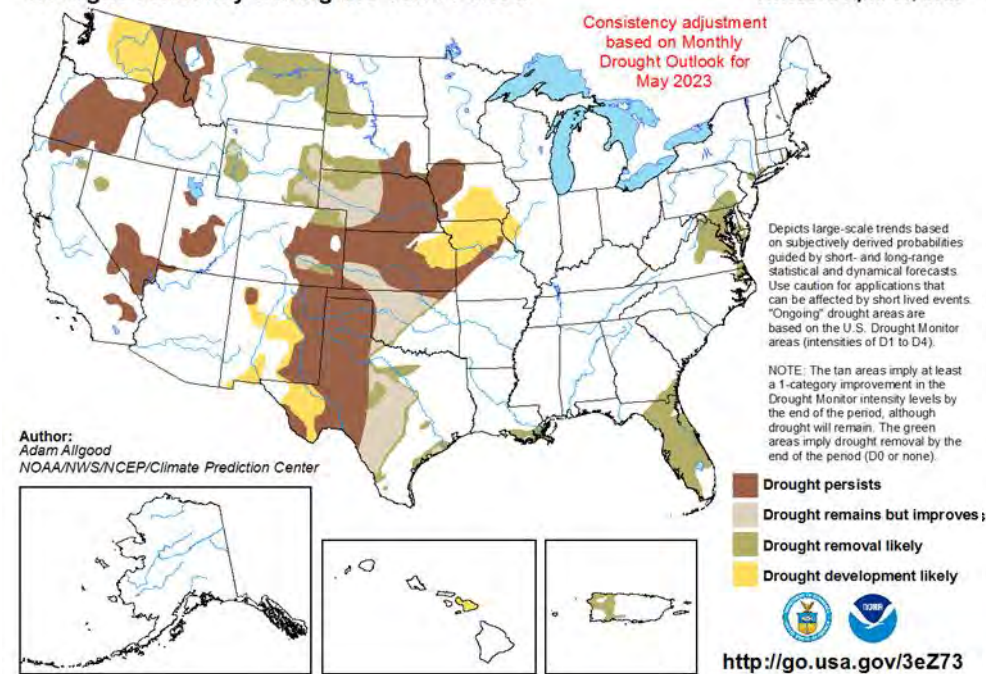 Consistency adjustment
based on Monthly
Drought Outlook for
May 2023
Depicts large-scale trends based
on subjectively derived probabilities
guided by short- and long-range
statistical and dynamical forecasts.
Use caution for applications that
can be affected by short lived events.
"Ongoing" drought areas are
based on the U.S. Drought Monitor
areas (intensities of D1 to D4).
NOTE: The tan areas imply at least
a 1-category improvement in the
Drought Monitor intensity levels by
the end of the period, although
drought will remain. The green
areas imply drought removal by the
end of the period (D0 or none).
Author:
Adam Allgood
NOAA/NWS/NCEP/Climate Prediction Center
Drought persists
Drought remains but improves
Drought removal likely
Drought development likely
NOAA
http://go.usa.gov/3eZ73